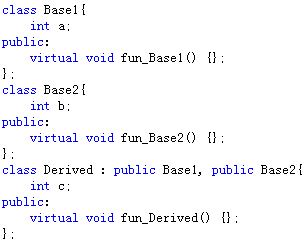 class Base1{
    int a;
public:
    virtual void fun_Base1() {};
};
class Base2{
    int b;
public:
    virtual void fun_Base2() {};
};
class Derived : public Base1, public Base2{
    int c;
public:
    virtual void fun_Derived() {};
};